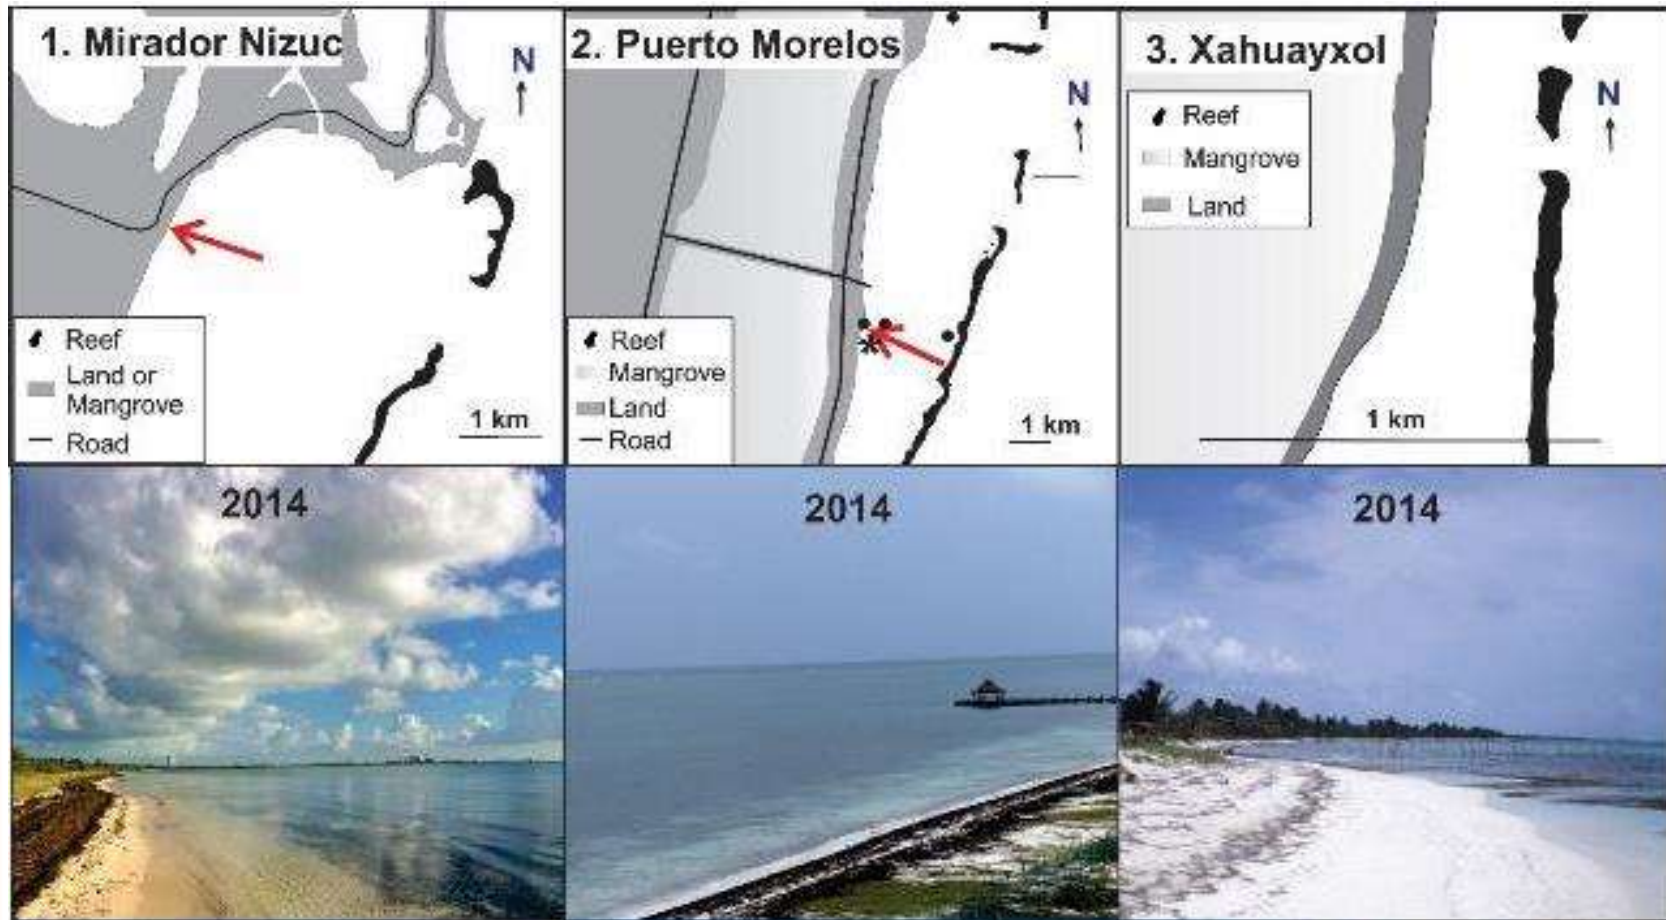 1. Mirador Nizuc
N
Reef
Land or
Mangrove
Road
1 km
2. Puerto Morelos
N
Reef
Mangrove
Land
Road
1 km
3. Xahuayxol
N
Reef
Mangrove
Land
1 km
2014
2014
2014